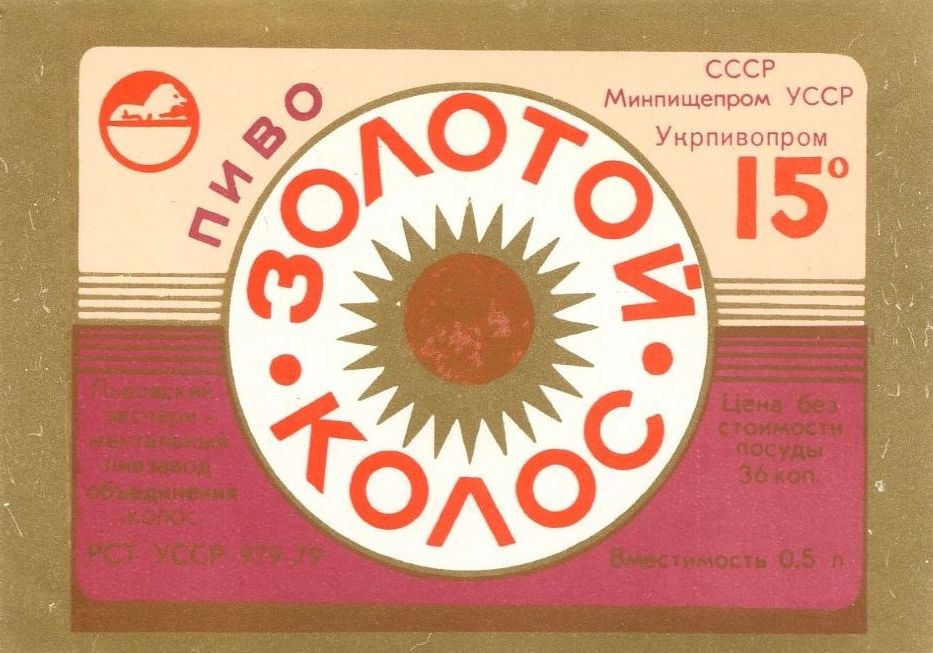 ПИВО
ЗОЛОТОЙ
• КОЛОС •
СССР
Минпищепром УССР
Укрпивопром
15°
Львовский
экспери-
ментальный
пивзавод
объединения
„КОЛОС"
РСТ УССР 979-79
Цена без
стоимости
посуды
36 коп.
Вместимость 0.5 л